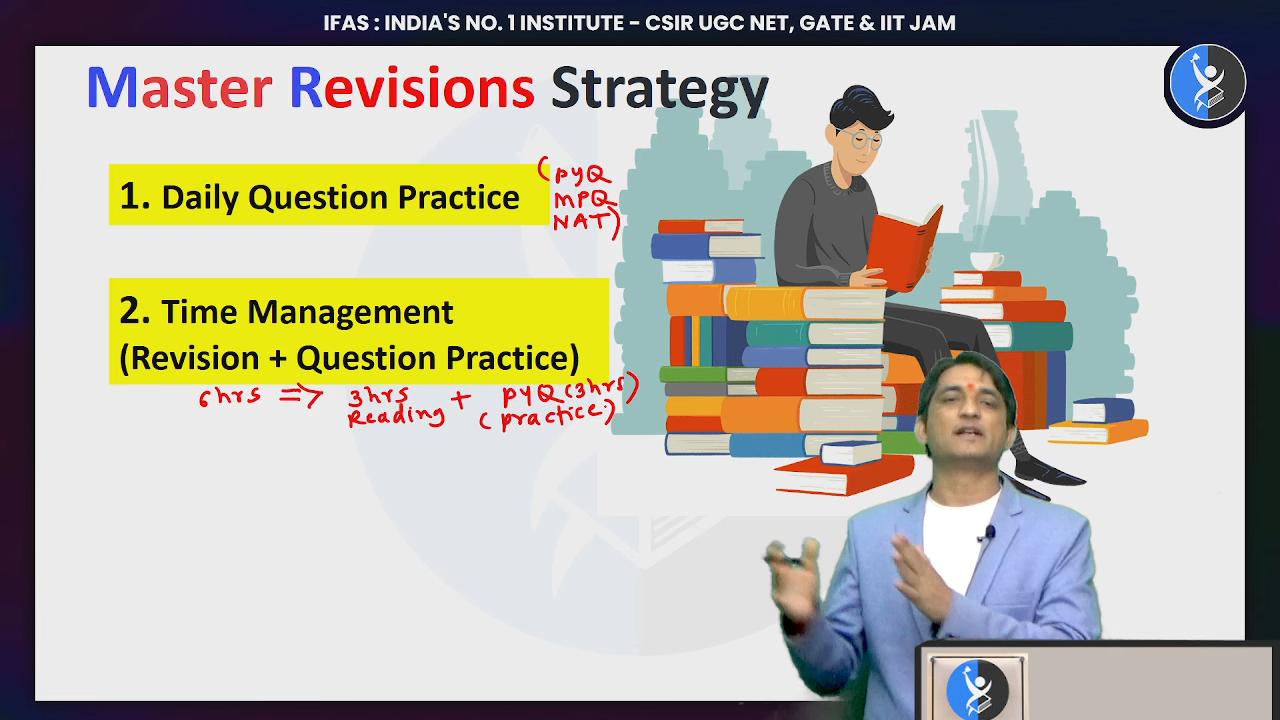 IFAS : INDIA'S NO. 1 INSTITUTE - CSIR UGC NET, GATE & IIT JAM
Master Revisions Strategy
1. Daily Question Practice
(PYQ
MPQ
NAT)
2. Time Management
(Revision + Question Practice)
6hrs => 3hrs + PYQ (3hrs)
Reading (practice)